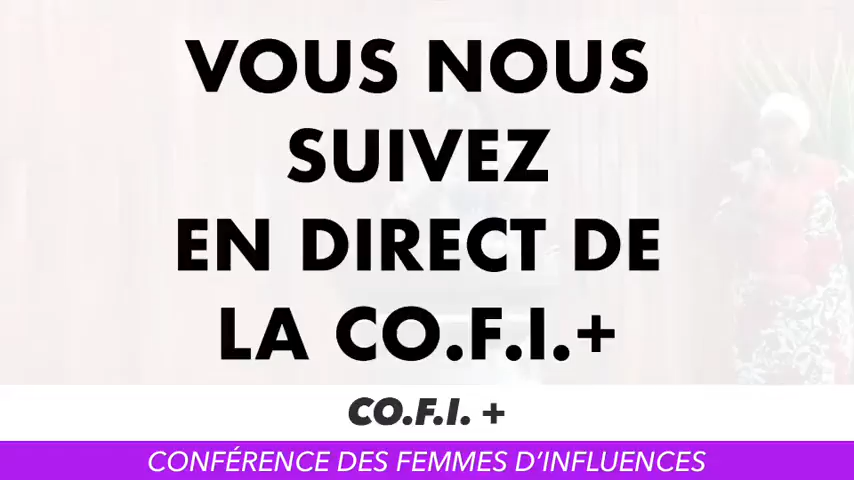 VOUS NOUS
SUIVEZ
EN DIRECT DE
LA CO.F.I.+
CO.F.I. +
CONFÉRENCE DES FEMMES D'INFLUENCES